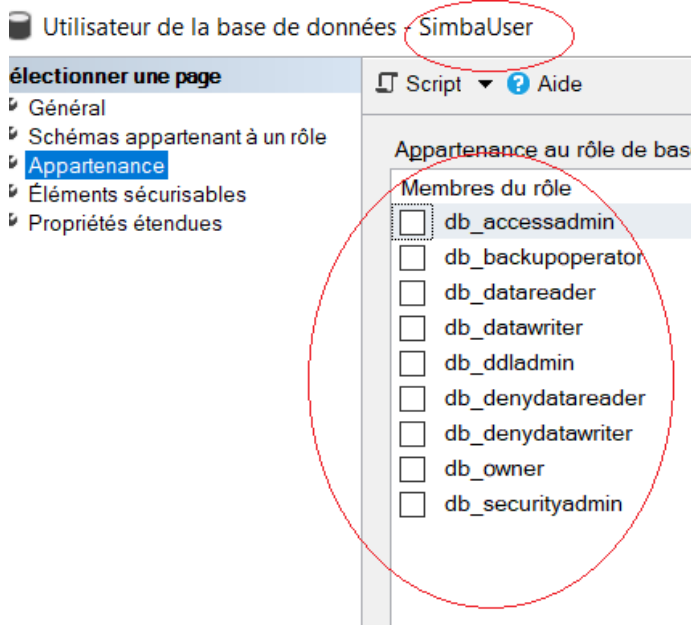 Utilisateur de la base de données - SimbaUser
électionner une page
Script Aide
Général
Schémas appartenant à un rôle
Appartenance
Éléments sécurisables
Propriétés étendues
Appartenance au rôle de bas
Membres du rôle
db_accessadmin
db_backupoperator
db_datareader
db_datawriter
db_ddladmin
db_denydatareader
db_denydatawriter
db_owner
db_securityadmin